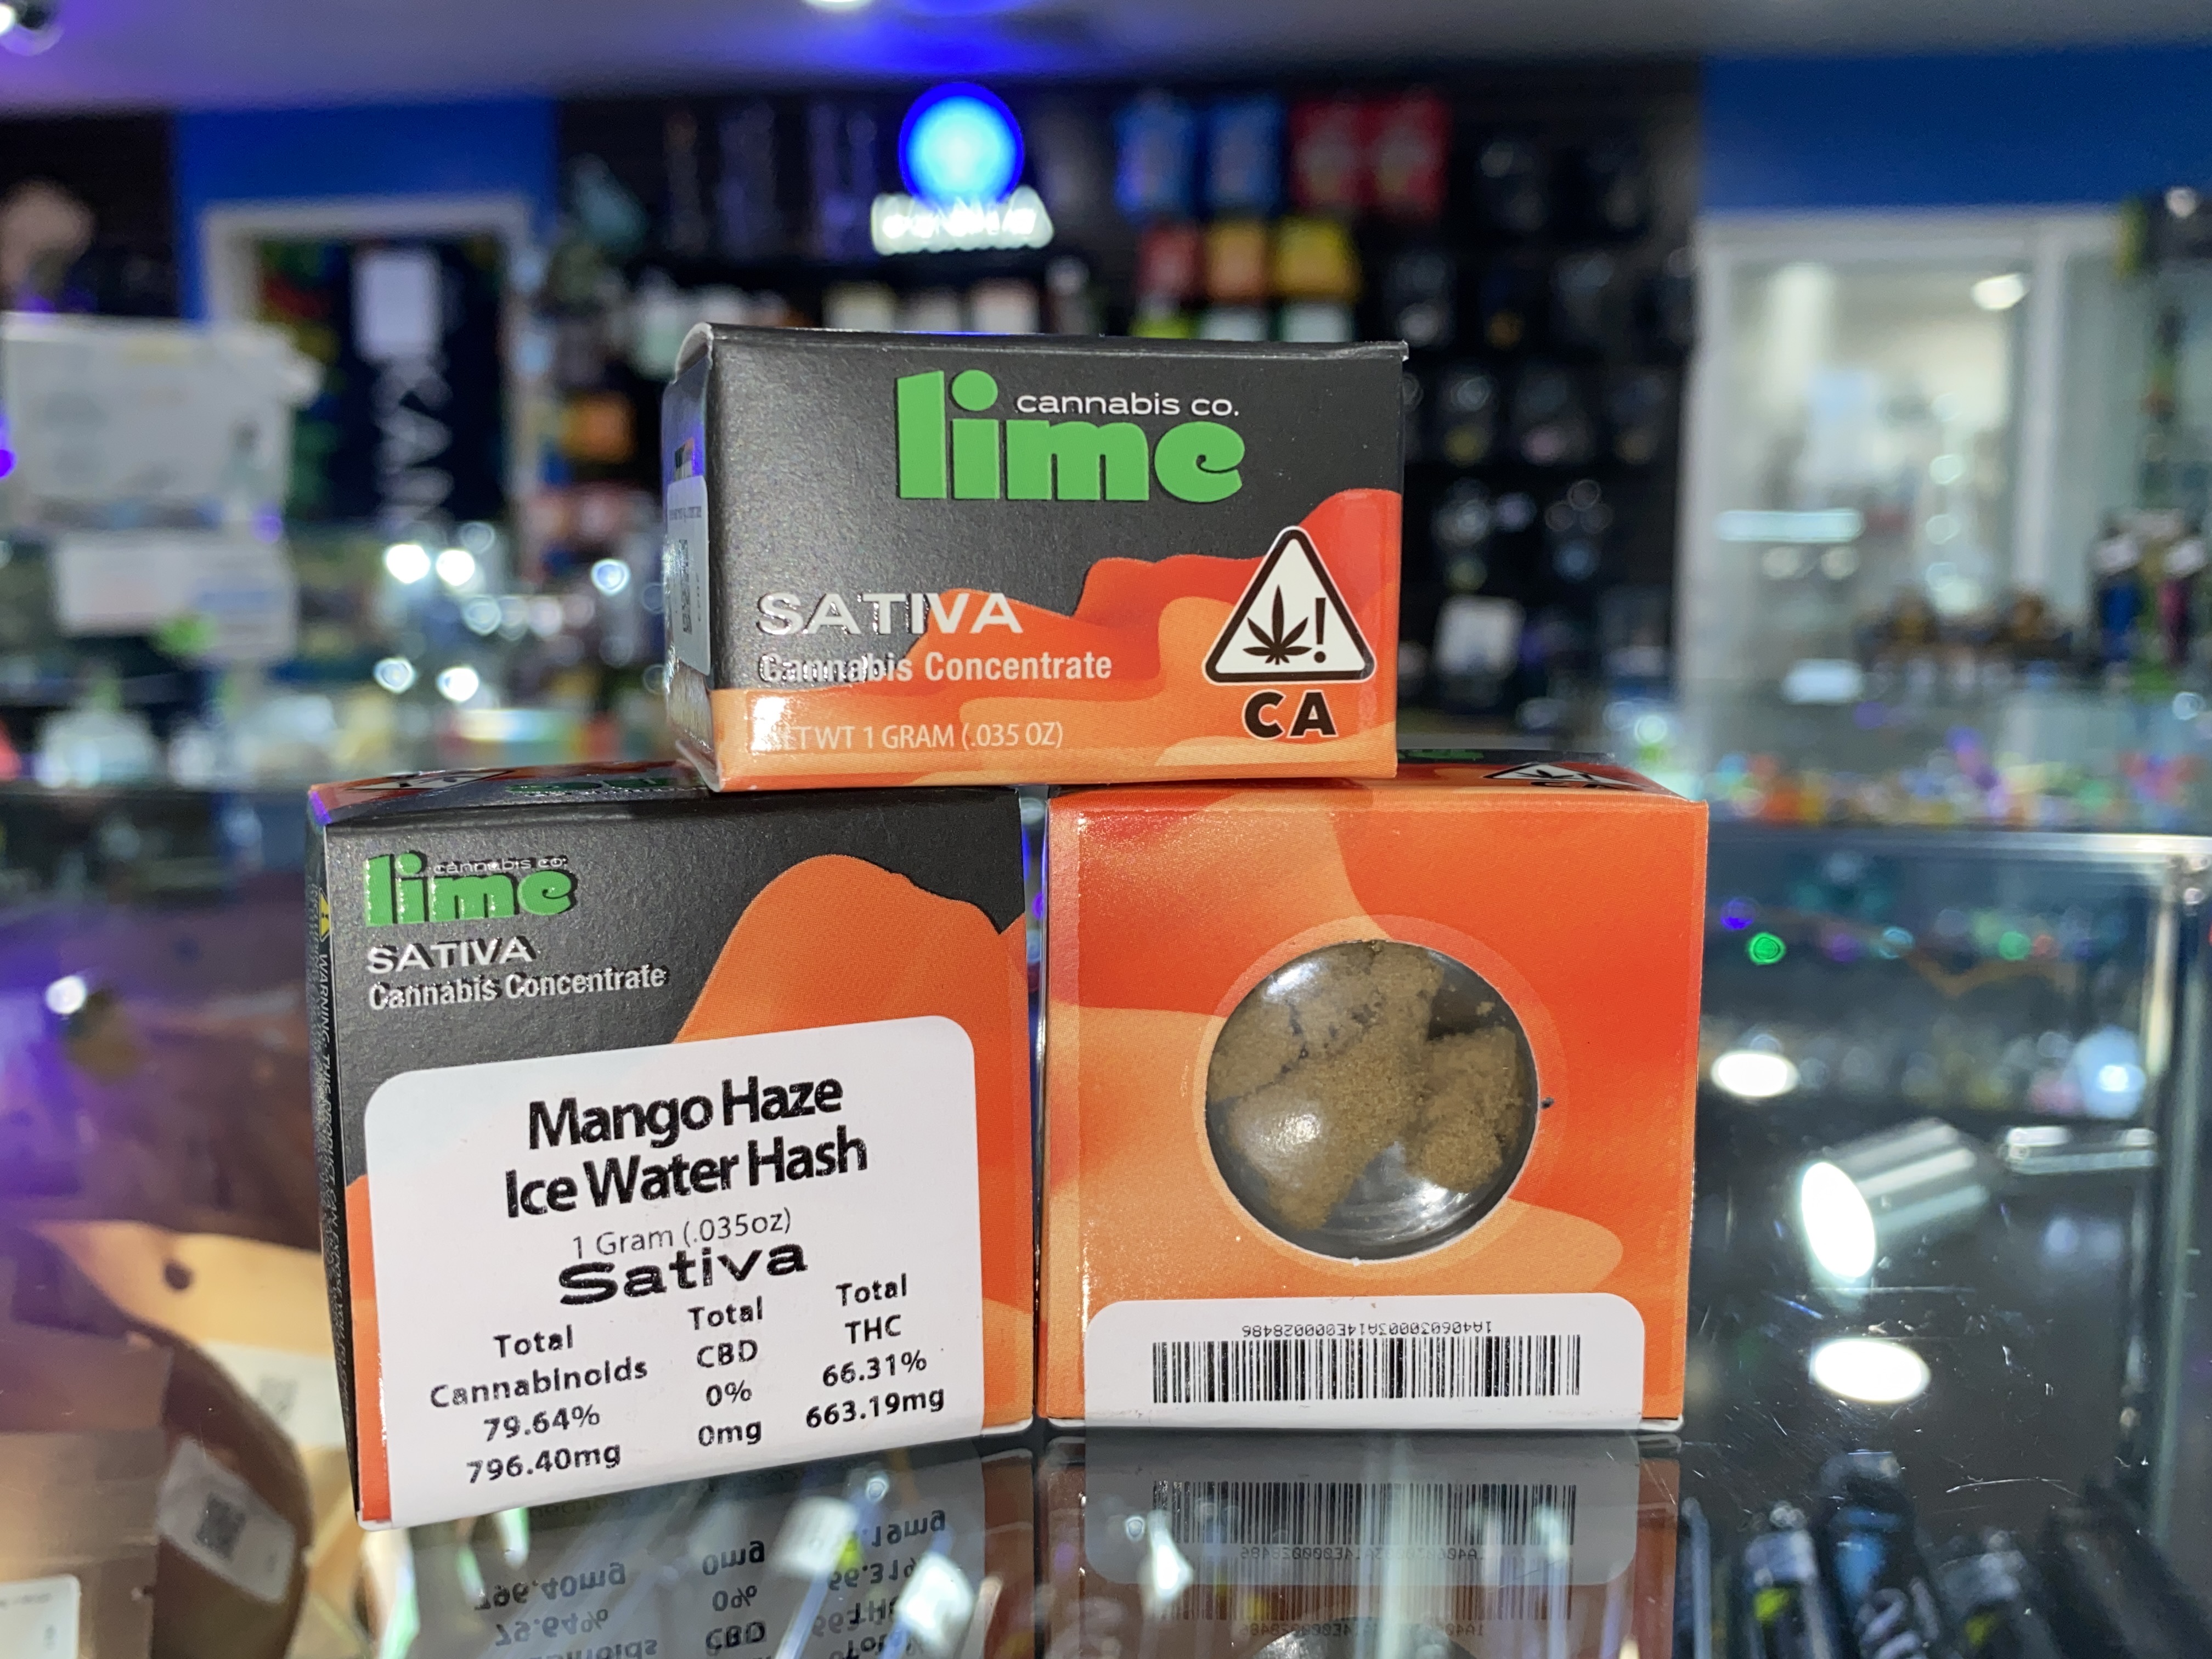 cannabis co.
lime
SATIVA
Cannabis Concentrate
NET WT 1 GRAM (.035 OZ)
CA
cannabis co.
lime
SATIVA
Cannabis Concentrate
Mango Haze
Ice Water Hash
1 Gram (.035oz)
Sativa
Total Cannabinoids
79.64%
796.40mg
Total CBD
0%
0mg
Total THC
66.31%
663.19mg
1A4060300003A14E000028486